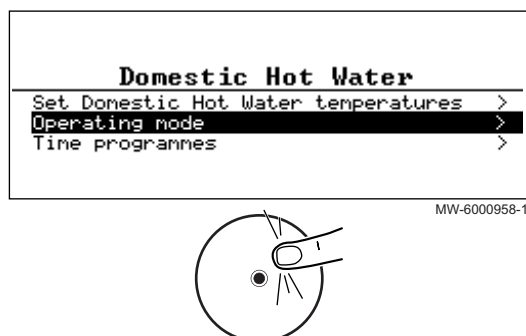 Domestic Hot Water
Set Domestic Hot Water temperatures >
Operating mode >
Time programmes >
MW-6000958-1